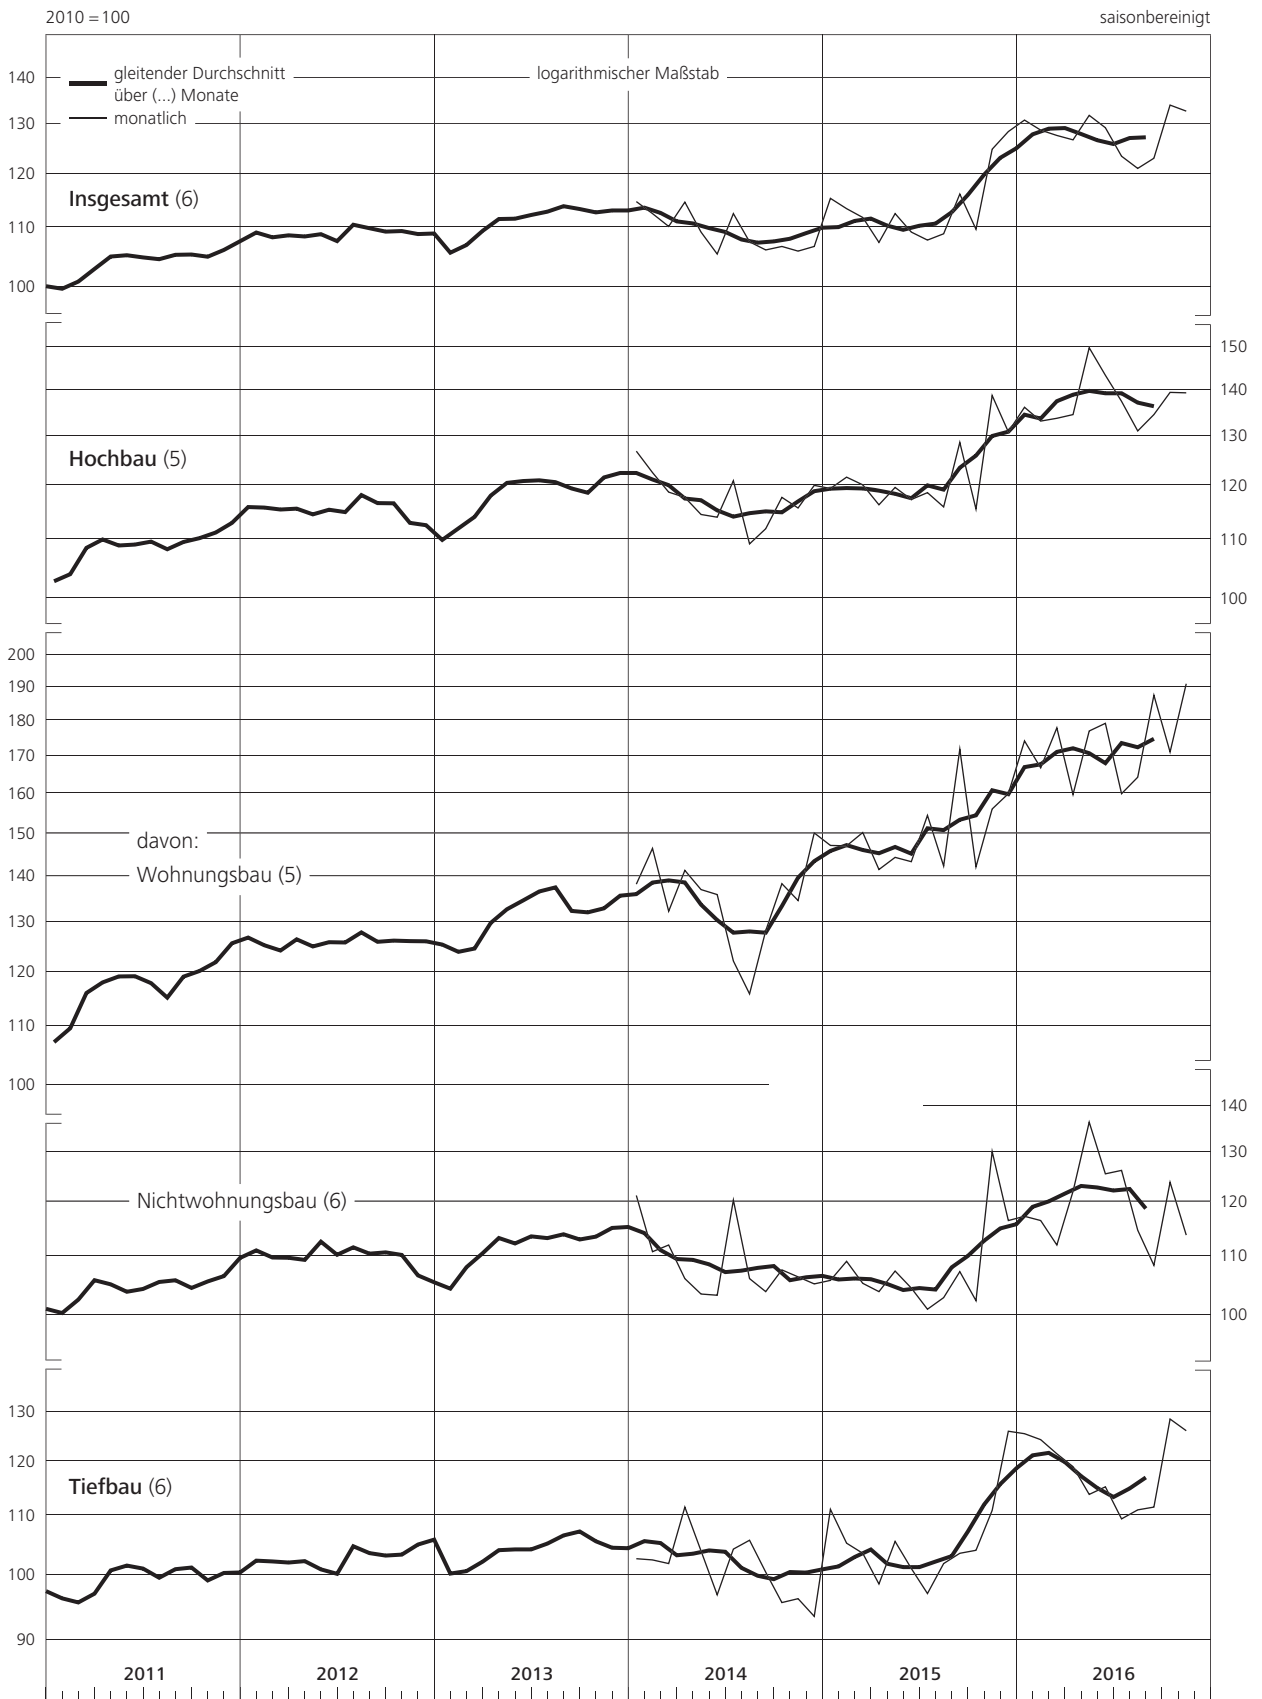 2010 = 100
saisonbereinigt
140
gleitender Durchschnitt
über (...) Monate
logarithmischer Maßstab
monatlich
130
120
Insgesamt (6)
110
100
150
140
130
Hochbau (5)
120
110
100
200
190
180
170
160
150
davon:
Wohnungsbau (5)
140
130
120
110
100
140
130
Nichtwohnungsbau (6)
120
110
100
130
120
Tiefbau (6)
110
100
90
2011 2012 2013 2014 2015 2016